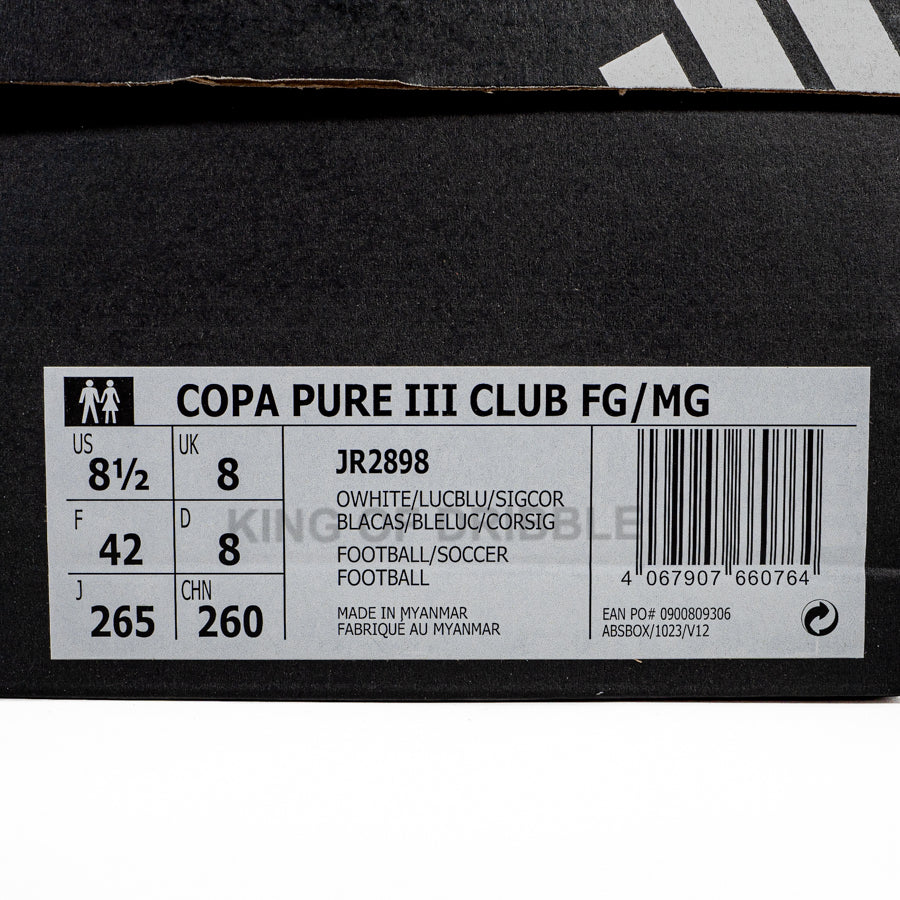 COPA PURE III CLUB FG/MG
US 8½ UK 8
F 42 D 8
J 265 CHN 260
JR2898
OWHITE/LUCBLU/SIGCOR
BLACAS/BLELUC/CORSIG
KING OF DRIBBLE
FOOTBALL/SOCCER
FOOTBALL
MADE IN MYANMAR
FABRIQUÉ AU MYANMAR
4 067907 660764
EAN PO# 0900809306
ABSBOX/1023/V12